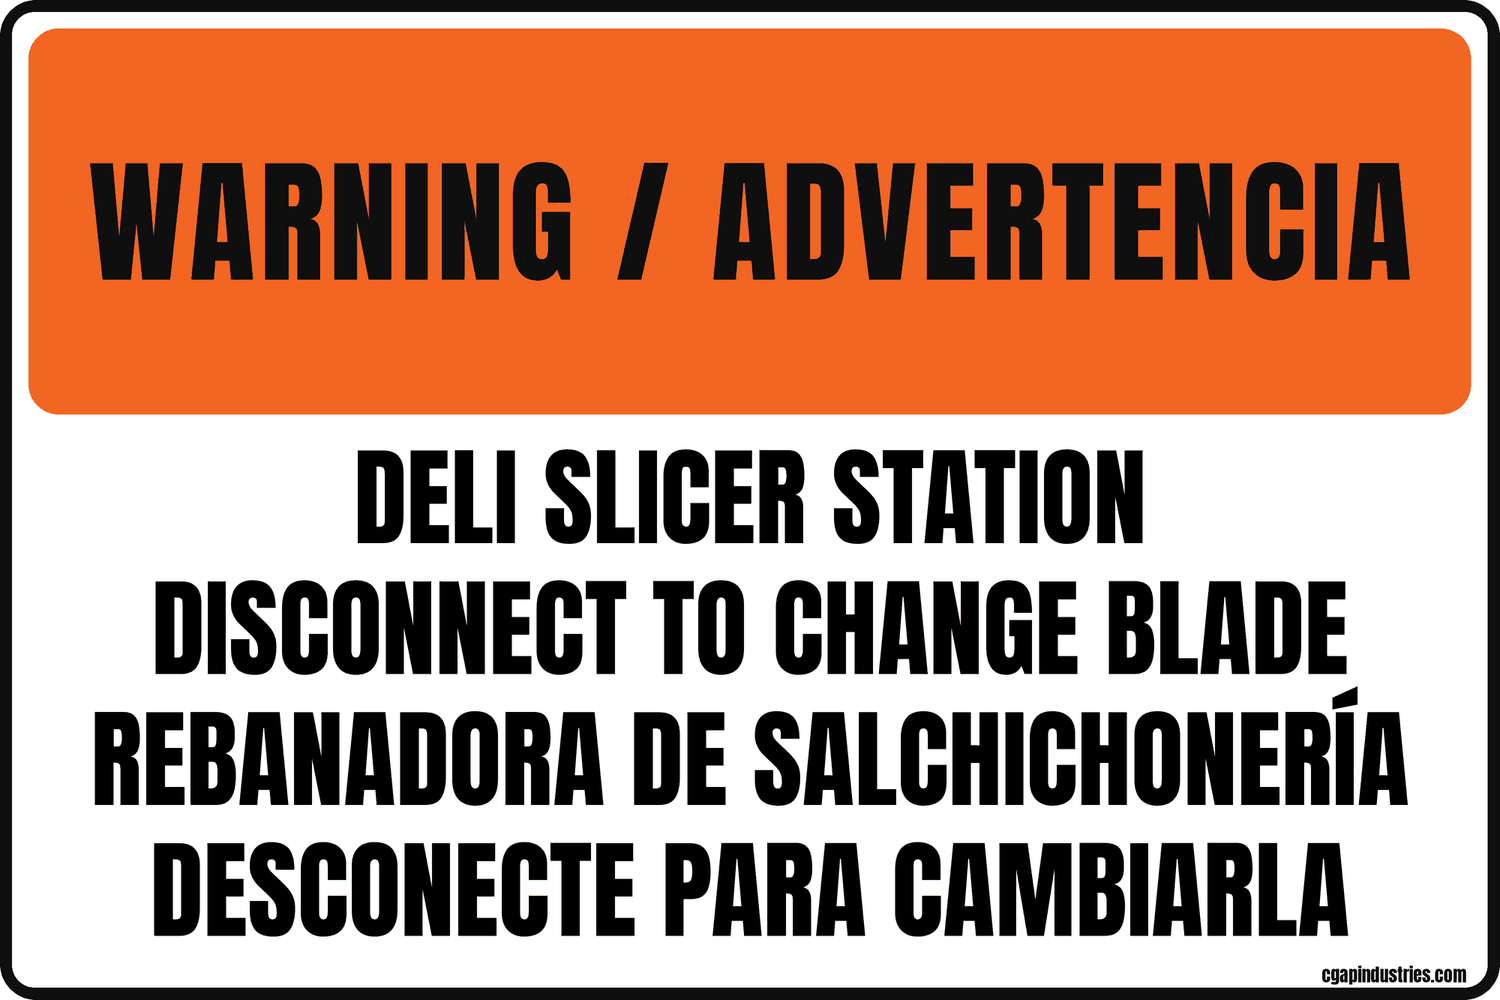 WARNING / ADVERTENCIA
DELI SLICER STATION
DISCONNECT TO CHANGE BLADE
REBANADORA DE SALCHICHONERÍA
DESCONECTE PARA CAMBIARLA
cgapindustries.com